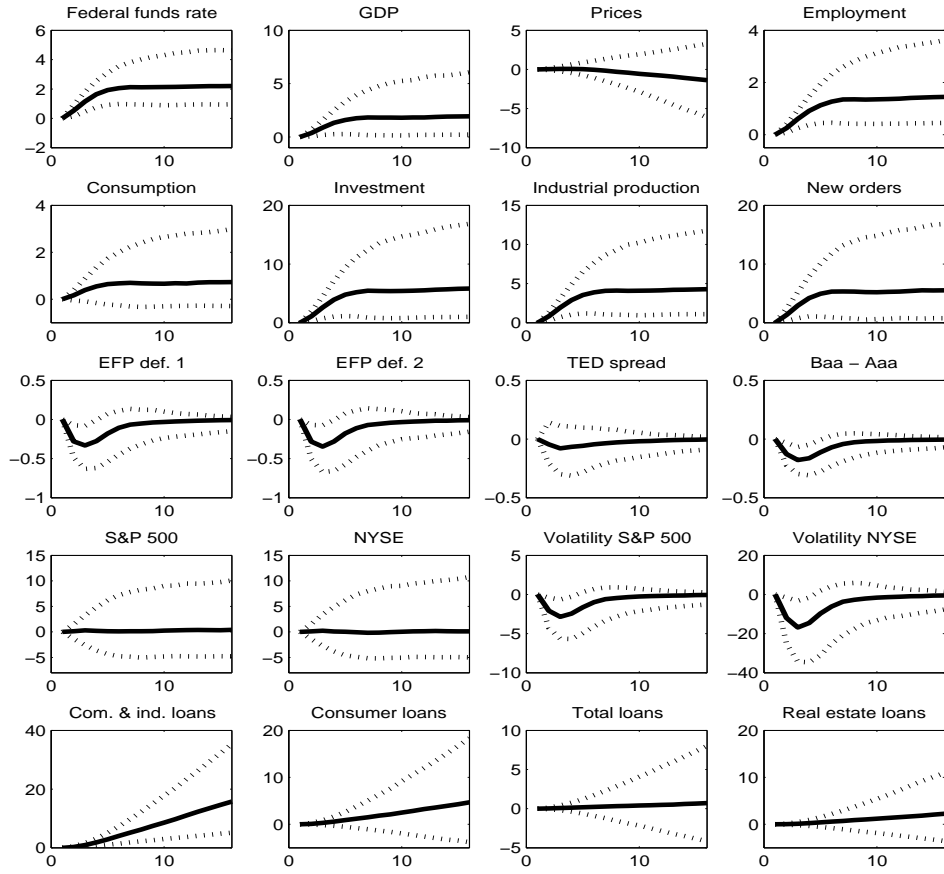 Federal funds rate GDP Prices Employment
6 10 5 4
4
2 5 0 2
0 −5
−2 0 −10 0
0 10 0 10 0 10 0 10
Consumption Investment Industrial production New orders
4 20 15 20
2 10 10 10
0 5
0 0 0
0 10 0 10 0 10 0 10
EFP def. 1 EFP def. 2 TED spread Baa − Aaa
0.5 0.5 0.5 0.5
0 0 0 0
−0.5 −0.5
−1 −1 −0.5 −0.5
0 10 0 10 0 10 0 10
S&P 500 NYSE Volatility S&P 500 Volatility NYSE
15 15 5 20
10 10 0 0
5 5
0 0 −5 −20
−5 −5 −10 −40
0 10 0 10 0 10 0 10
Com. & ind. loans Consumer loans Total loans Real estate loans
40 20 10 20
20 10 5 10
0 0 0
0 −5
0 10 0 10 0 10 0 10